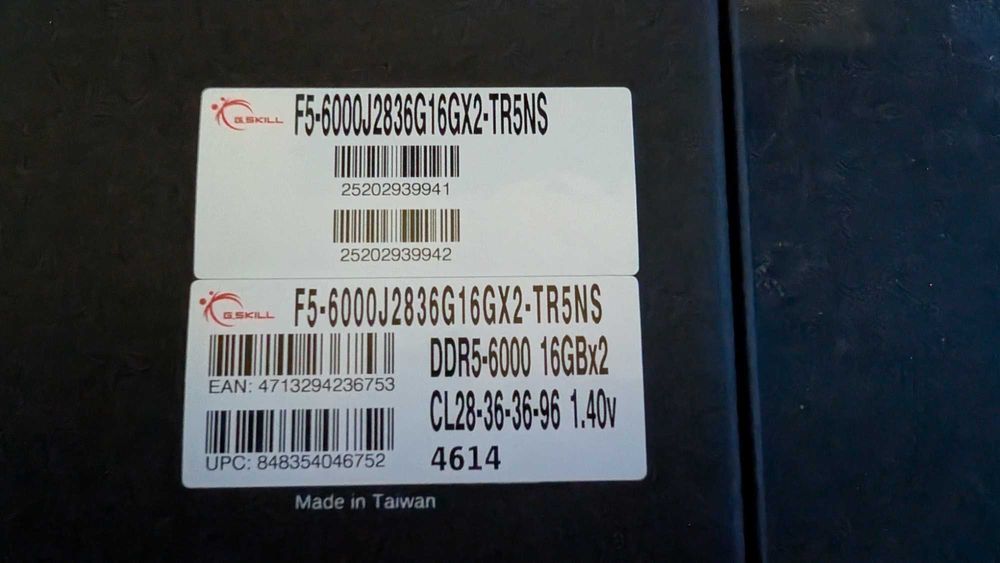 G.SKILL F5-6000J2836G16GX2-TR5NS
25202939941
25202939942
G.SKILL F5-6000J2836G16GX2-TR5NS
DDR5-6000 16GBx2
EAN: 4713294236753
CL28-36-36-96 1.40v
UPC: 848354046752
4614
Made in Taiwan